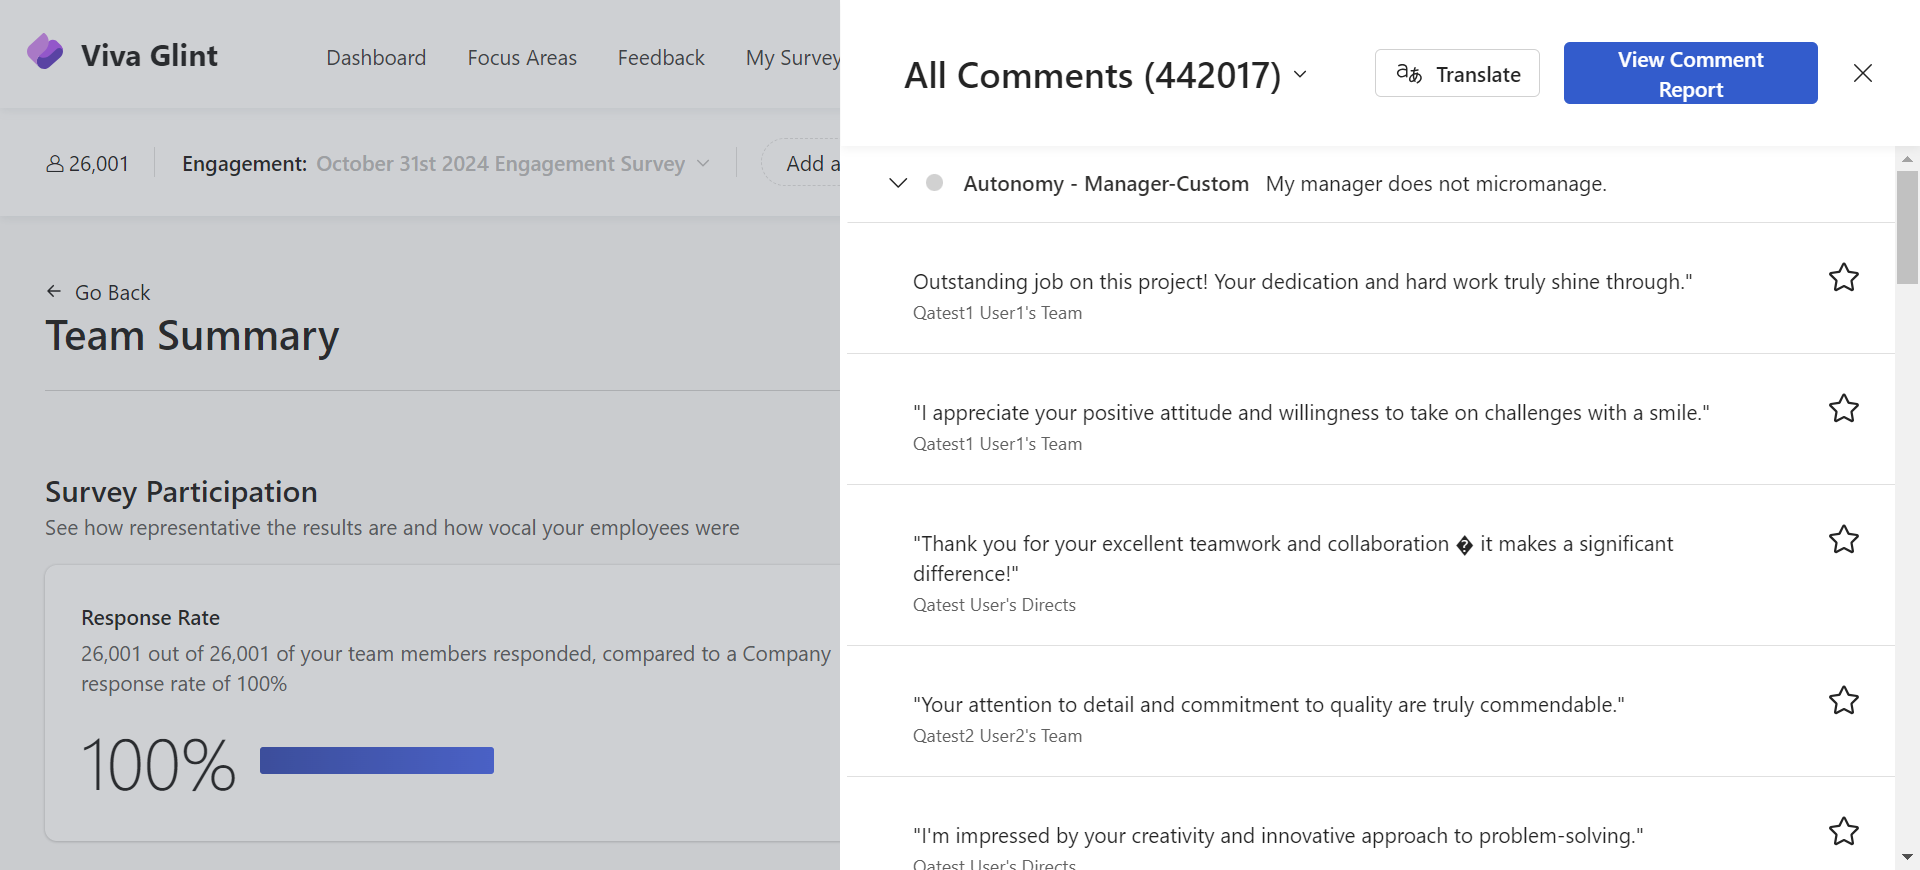 Viva Glint
Dashboard
Focus Areas
Feedback
My Survey
26,001
Engagement: October 31st 2024 Engagement Survey
Add a
Go Back
Team Summary
Survey Participation
See how representative the results are and how vocal your employees were
Response Rate
26,001 out of 26,001 of your team members responded, compared to a Company
response rate of 100%
100%
All Comments (442017)
Translate
View Comment
Report
Autonomy - Manager-Custom My manager does not micromanage.
Outstanding job on this project! Your dedication and hard work truly shine through."
Qatest1 User1's Team
"I appreciate your positive attitude and willingness to take on challenges with a smile."
Qatest1 User1's Team
"Thank you for your excellent teamwork and collaboration � it makes a significant
difference!"
Qatest User's Directs
"Your attention to detail and commitment to quality are truly commendable."
Qatest2 User2's Team
"I'm impressed by your creativity and innovative approach to problem-solving."
Qatest User's Directs